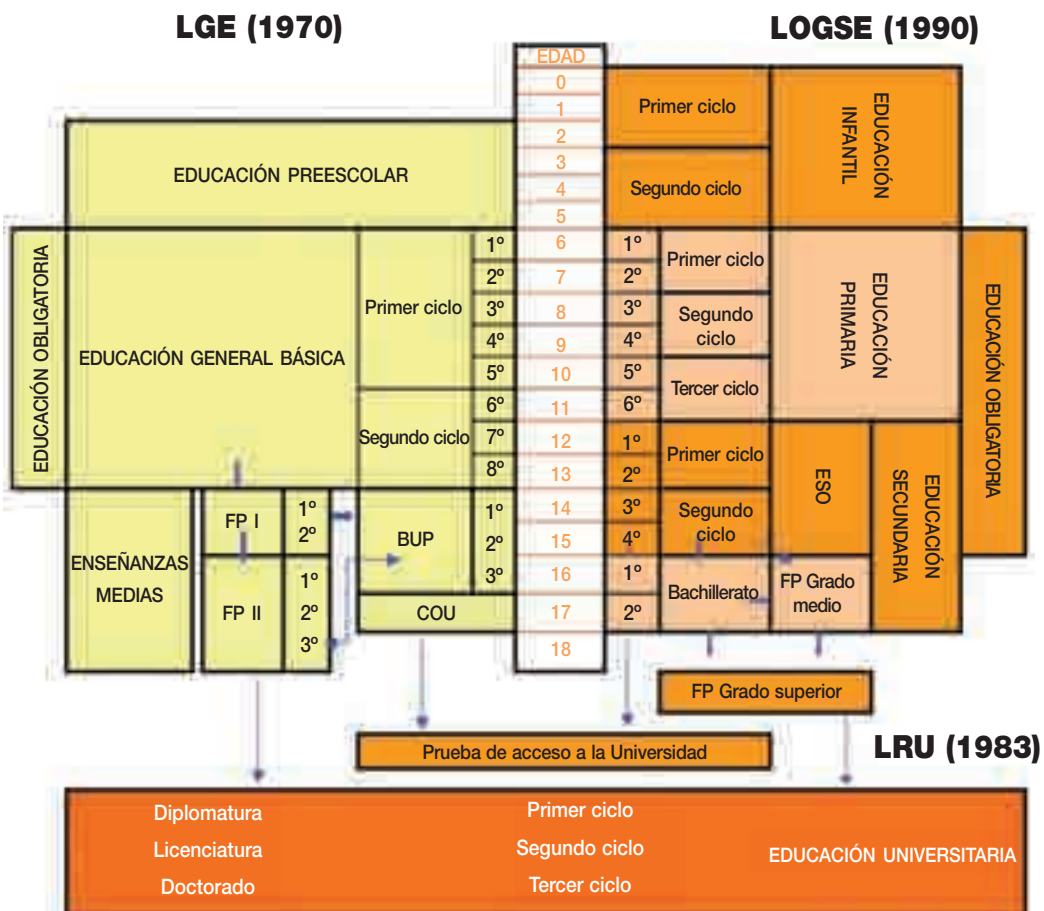 LGE (1970)
LOGSE (1990)
EDAD
0
1
2
3
4
5
6
7
8
9
10
11
12
13
14
15
16
17
18
EDUCACIÓN PREESCOLAR
EDUCACIÓN OBLIGATORIA
EDUCACIÓN GENERAL BÁSICA
Primer ciclo
Segundo ciclo
1º
2º
3º
4º
5º
6º
7º
8º
ENSEÑANZAS
MEDIAS
FP I
1º
2º
FP II
1º
2º
3º
BUP
1º
2º
3º
COU
Primer ciclo
Segundo ciclo
EDUCACIÓN
INFANTIL
1º
2º
3º
4º
5º
6º
Primer ciclo
Segundo
ciclo
Tercer ciclo
EDUCACIÓN
PRIMARIA
EDUCACIÓN OBLIGATORIA
1º
2º
3º
4º
Primer ciclo
Segundo
ciclo
ESO
EDUCACIÓN
SECUNDARIA
1º
2º
Bachillerato
FP Grado
medio
FP Grado superior
Prueba de acceso a la Universidad
LRU (1983)
Diplomatura
Licenciatura
Doctorado
Primer ciclo
Segundo ciclo
Tercer ciclo
EDUCACIÓN UNIVERSITARIA